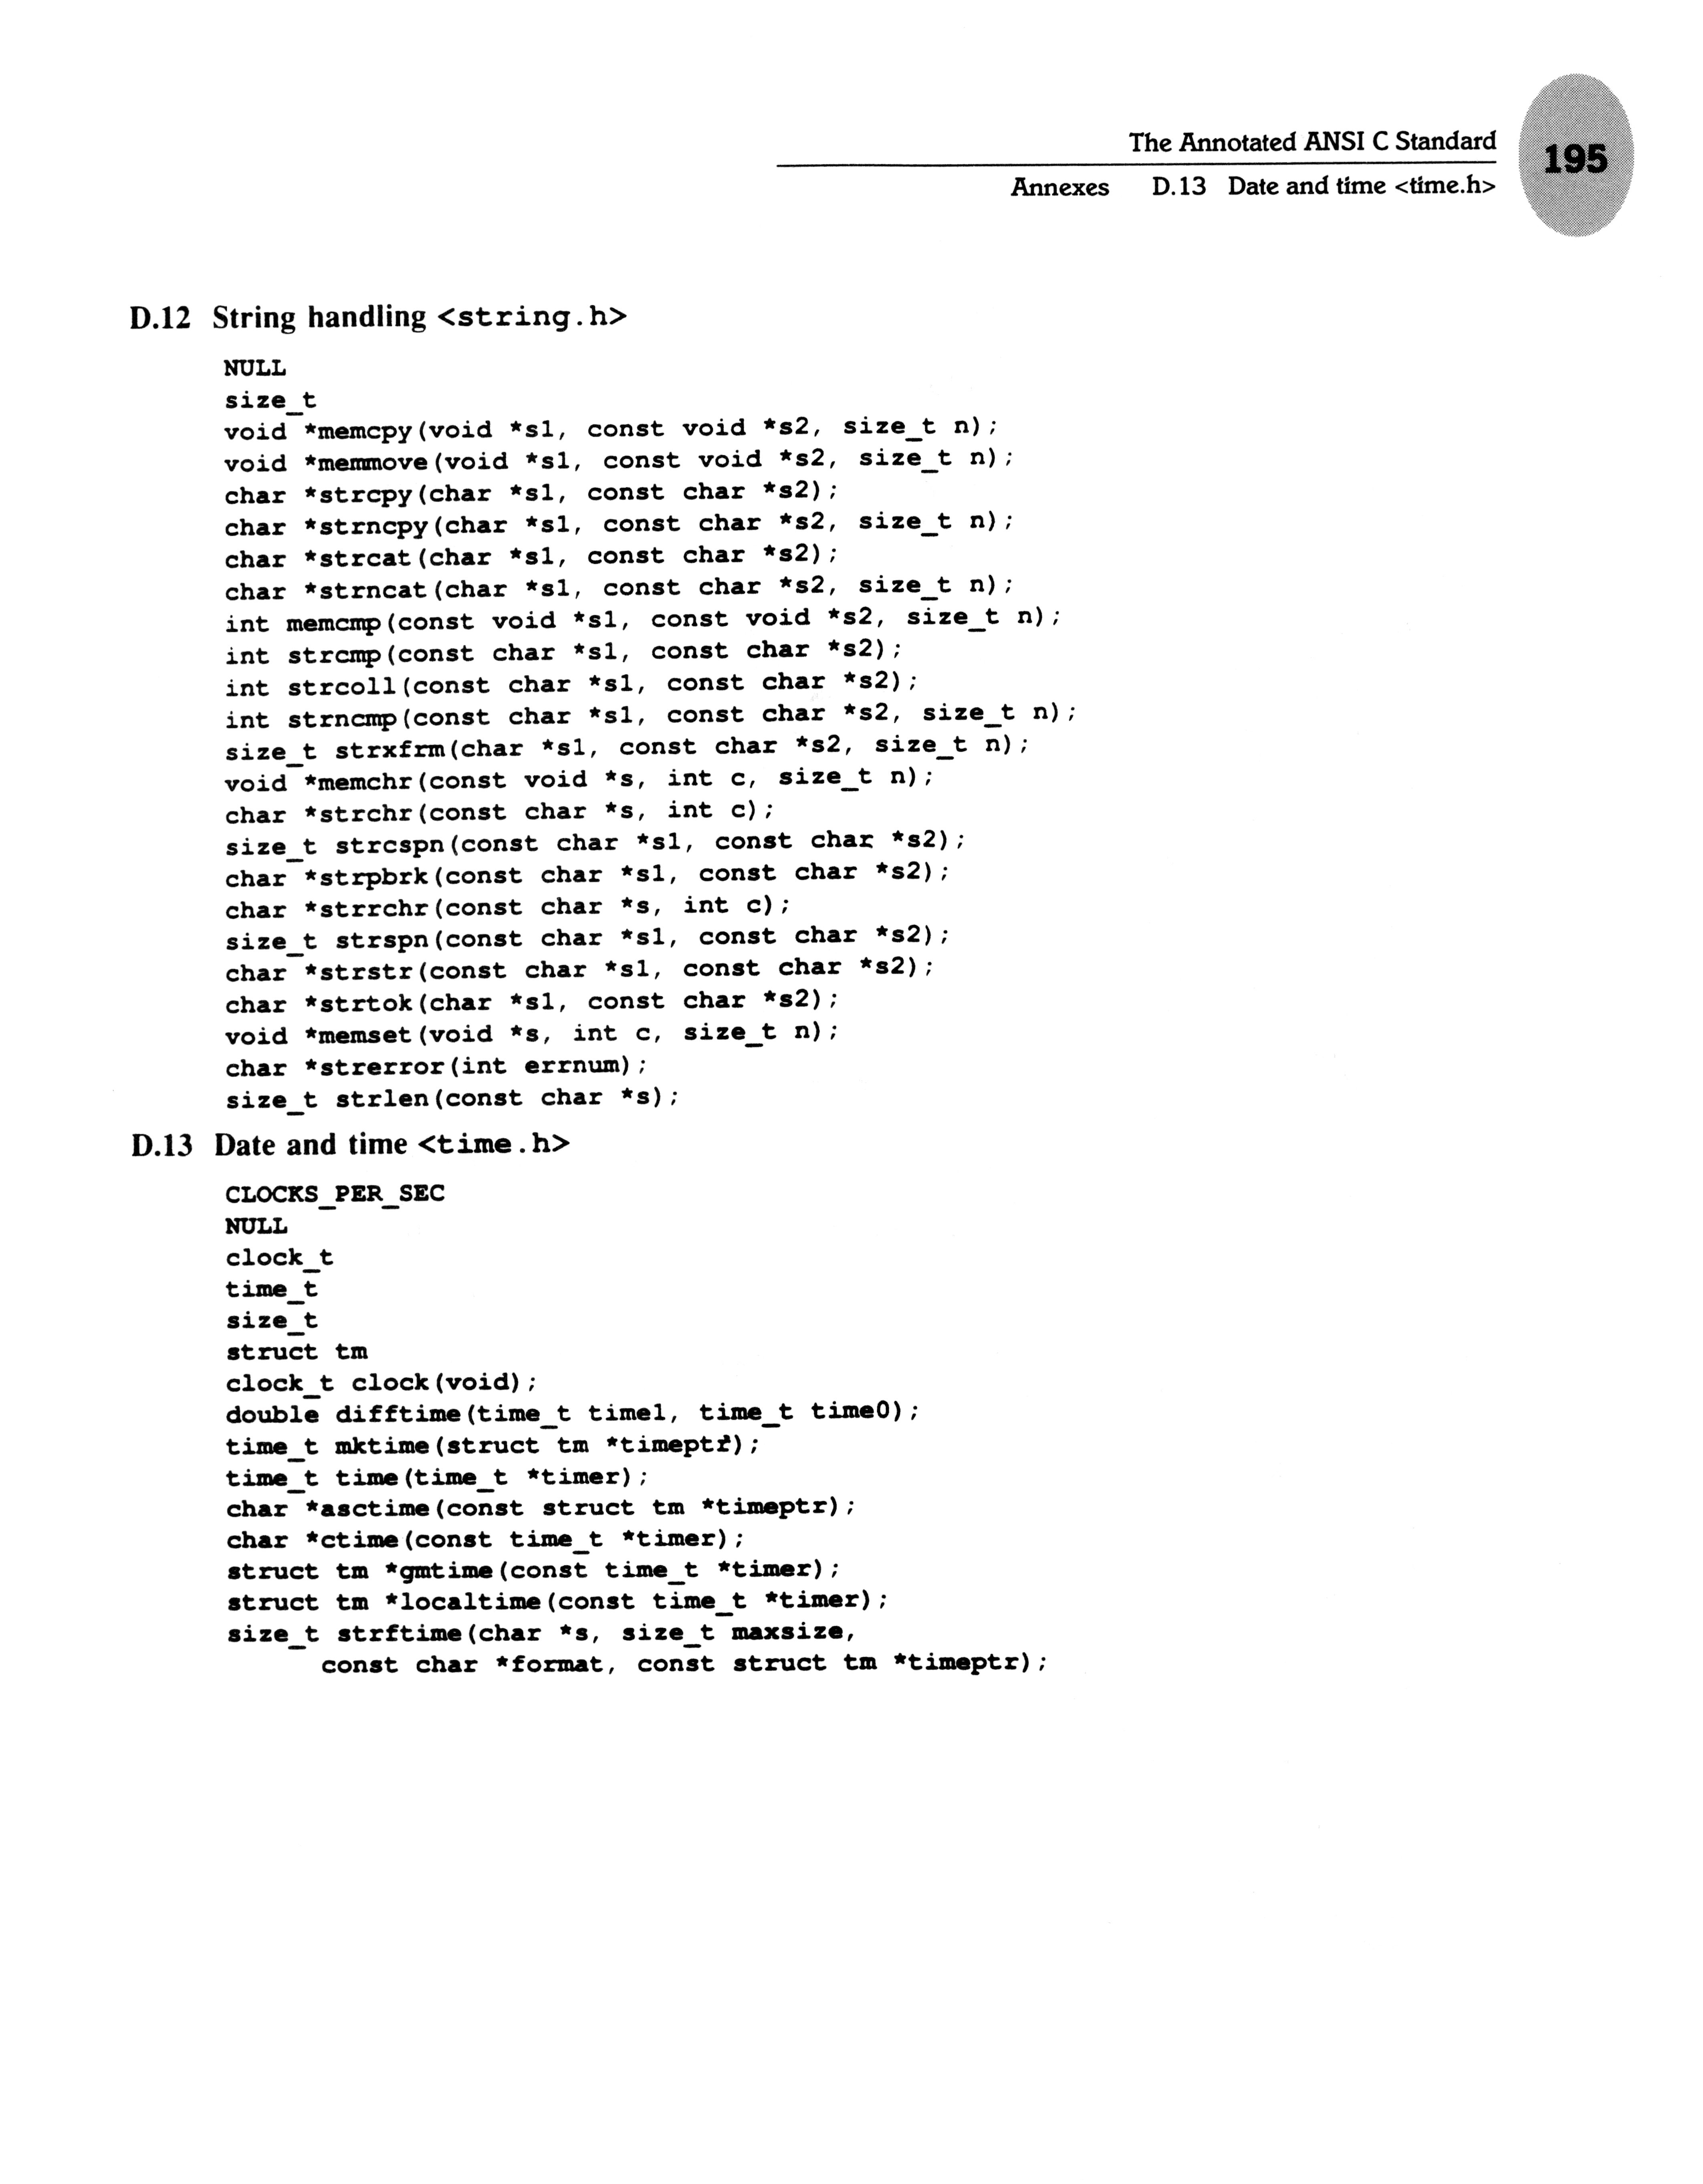 The Annotated ANSI C Standard
195
Annexes D.13 Date and time <time.h>
D.12 String handling <string.h>
NULL
size_t
void *memcpy(void *s1, const void *s2, size_t n);
void *memmove(void *s1, const void *s2, size_t n);
char *strcpy(char *s1, const char *s2);
char *strncpy(char *s1, const char *s2, size_t n);
char *strcat(char *s1, const char *s2);
char *strncat(char *s1, const char *s2, size_t n);
int memcmp(const void *s1, const void *s2, size_t n);
int strcmp(const char *s1, const char *s2);
int strcoll(const char *s1, const char *s2);
int strncmp(const char *s1, const char *s2, size_t n);
size_t strxfrm(char *s1, const char *s2, size_t n);
void *memchr(const void *s, int c, size_t n);
char *strchr(const char *s, int c);
size_t strcspn(const char *s1, const char *s2);
char *strpbrk(const char *s1, const char *s2);
char *strrchr(const char *s, int c);
size_t strspn(const char *s1, const char *s2);
char *strstr(const char *s1, const char *s2);
char *strtok(char *s1, const char *s2);
void *memset(void *s, int c, size_t n);
char *strerror(int errnum);
size_t strlen(const char *s);
D.13 Date and time <time.h>
CLOCKS_PER_SEC
NULL
clock_t
time_t
size_t
struct tm
clock_t clock(void);
double difftime(time_t time1, time_t time0);
time_t mktime(struct tm *timeptr);
time_t time(time_t *timer);
char *asctime(const struct tm *timeptr);
char *ctime(const time_t *timer);
struct tm *gmtime(const time_t *timer);
struct tm *localtime(const time_t *timer);
size_t strftime(char *s, size_t maxsize,
const char *format, const struct tm *timeptr);